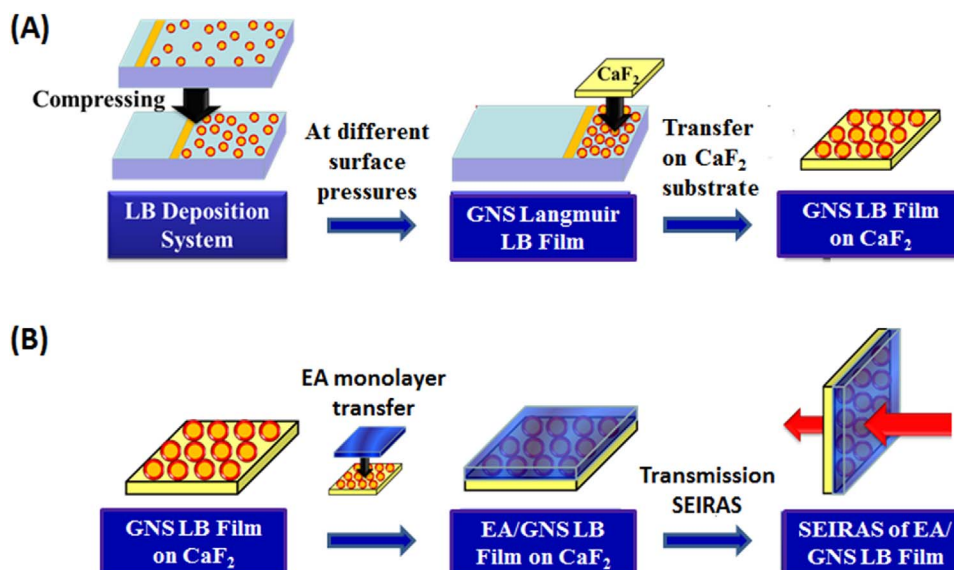 (A)
Compressing
LB Deposition
System
At different
surface
pressures
CaF₂
GNS Langmuir
LB Film
Transfer
on CaF₂
substrate
GNS LB Film
on CaF₂
(B)
GNS LB Film
on CaF₂
EA monolayer
transfer
EA/GNS LB
Film on CaF₂
Transmission
SEIRAS
SEIRAS of EA/
GNS LB Film